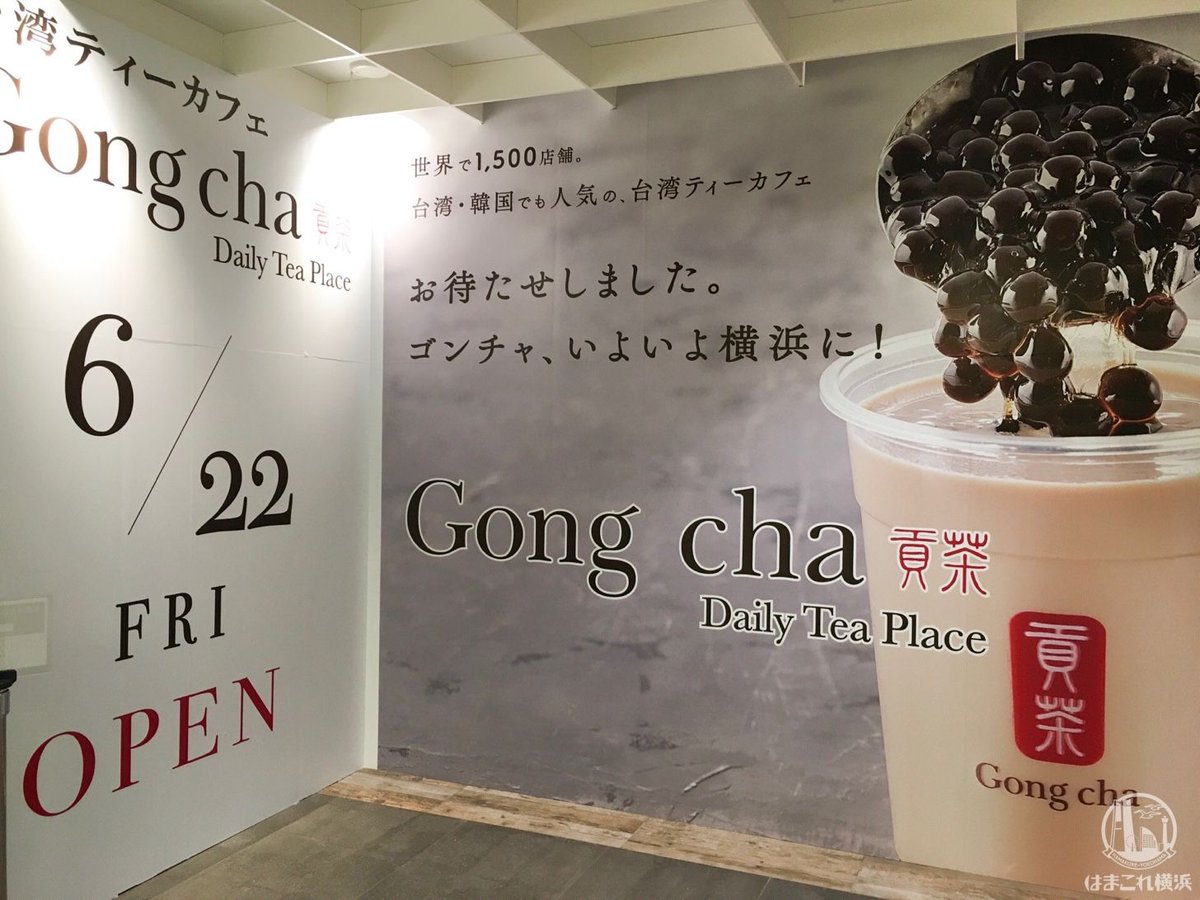 湾ティーカフェ
Gong cha 貢茶
Daily Tea Place
6/22
FRI
OPEN
世界で1,500店舗。
台湾・韓国でも人気の、台湾ティーカフェ
お待たせしました。
ゴンチャ、いよいよ横浜に!
Gong cha 貢茶
Daily Tea Place
貢茶
Gong cha
はまこれ横浜